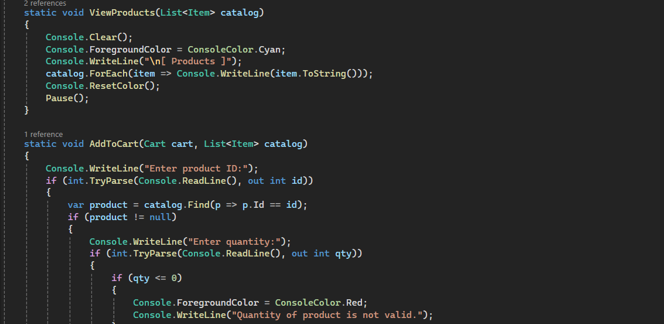 2 references
static void ViewProducts(List<Item> catalog)
{
Console.Clear();
Console.ForegroundColor = ConsoleColor.Cyan;
Console.WriteLine("\n[ Products ]");
catalog.ForEach(item => Console.WriteLine(item.ToString()));
Console.ResetColor();
Pause();
}
1 reference
static void AddToCart(Cart cart, List<Item> catalog)
{
Console.WriteLine("Enter product ID:");
if (int.TryParse(Console.ReadLine(), out int id))
{
var product = catalog.Find(p => p.Id == id);
if (product != null)
{
Console.WriteLine("Enter quantity:");
if (int.TryParse(Console.ReadLine(), out int qty))
{
if (qty <= 0)
{
Console.ForegroundColor = ConsoleColor.Red;
Console.WriteLine("Quantity of product is not valid.");